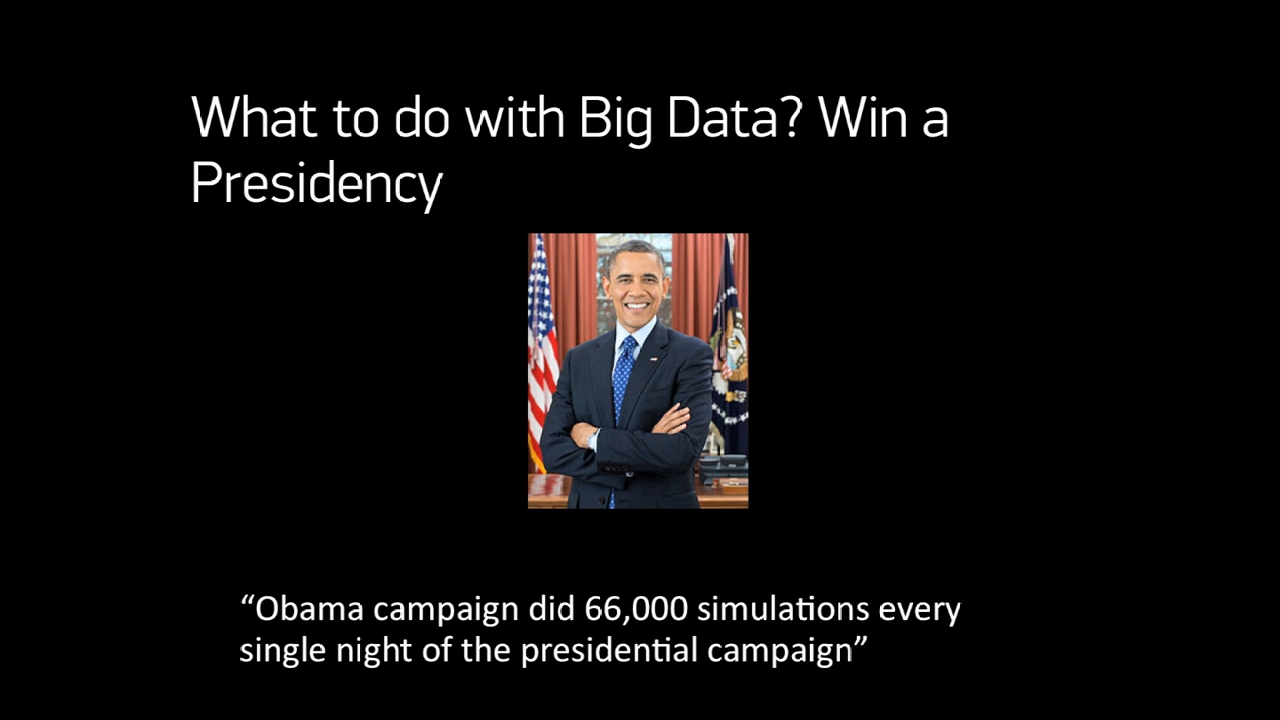 What to do with Big Data? Win a
Presidency
“Obama campaign did 66,000 simulations every
single night of the presidential campaign”